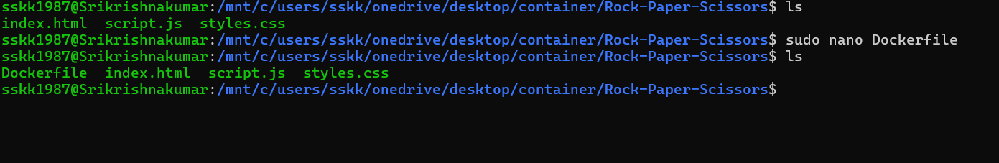 sskk1987@Srikrishnakumar:/mnt/c/users/sskk/onedrive/desktop/container/Rock-Paper-Scissors$ ls
index.html  script.js  styles.css
sskk1987@Srikrishnakumar:/mnt/c/users/sskk/onedrive/desktop/container/Rock-Paper-Scissors$ sudo nano Dockerfile
sskk1987@Srikrishnakumar:/mnt/c/users/sskk/onedrive/desktop/container/Rock-Paper-Scissors$ ls
Dockerfile  index.html  script.js  styles.css
sskk1987@Srikrishnakumar:/mnt/c/users/sskk/onedrive/desktop/container/Rock-Paper-Scissors$